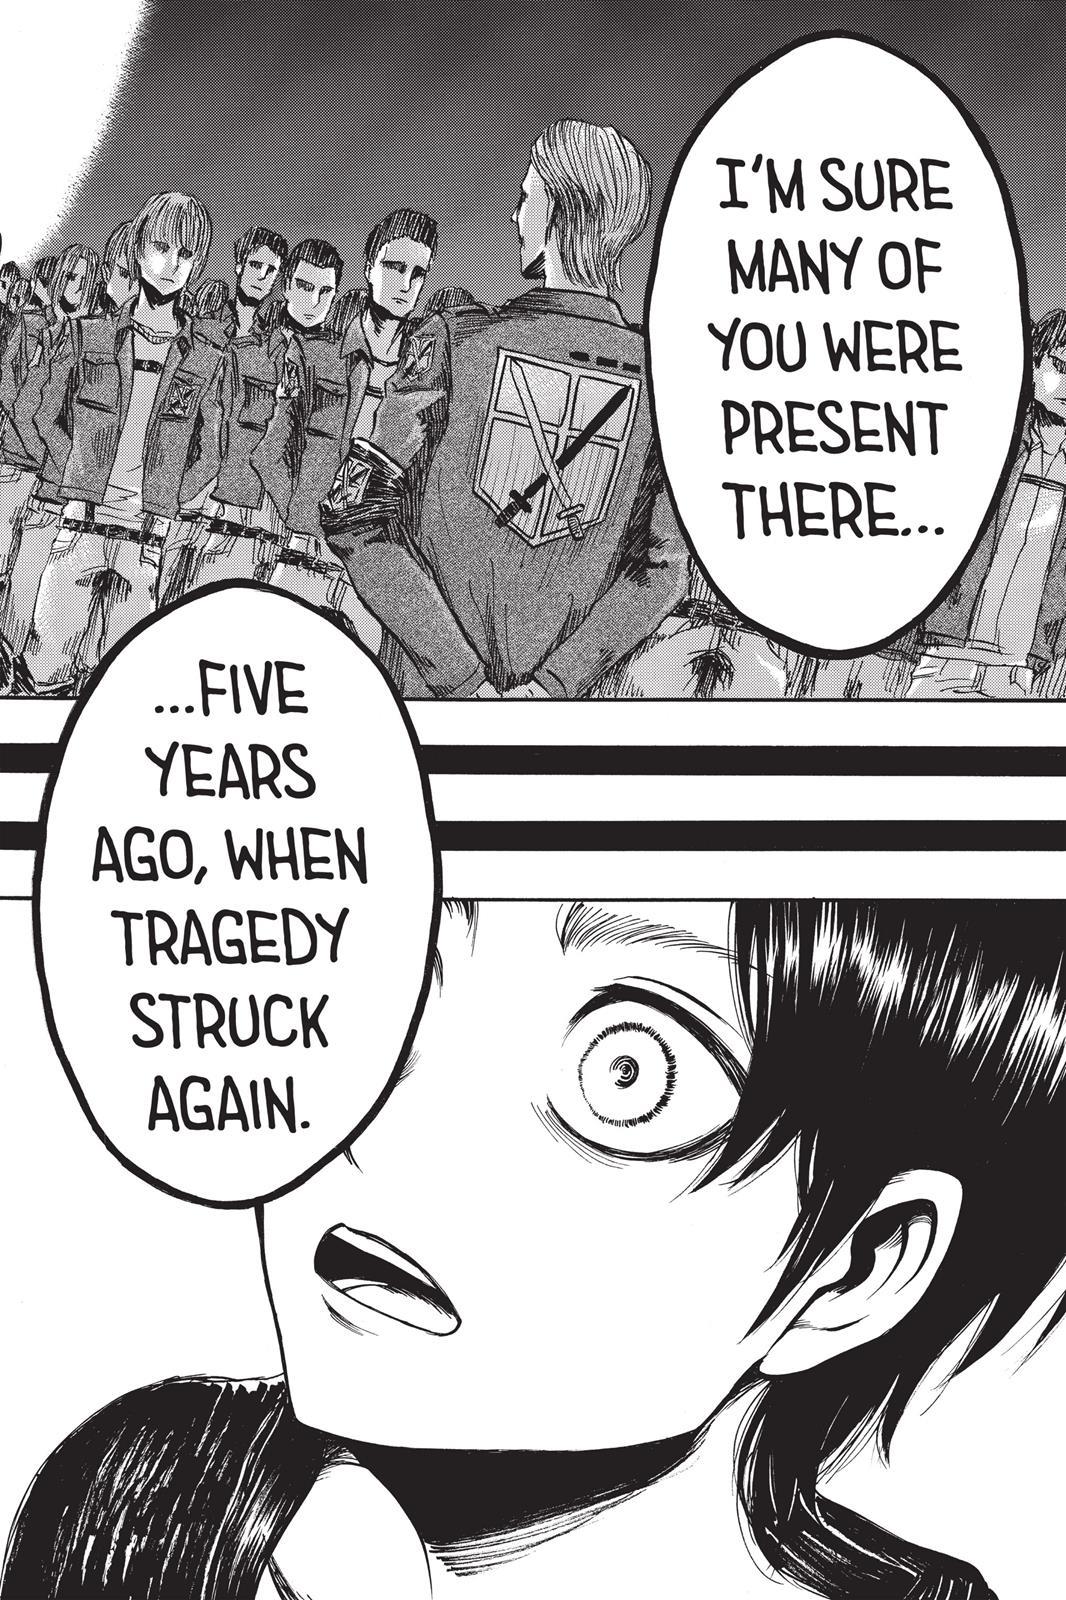 I'M SURE
MANY OF
YOU WERE
PRESENT
THERE...
...FIVE
YEARS
AGO, WHEN
TRAGEDY
STRUCK
AGAIN.